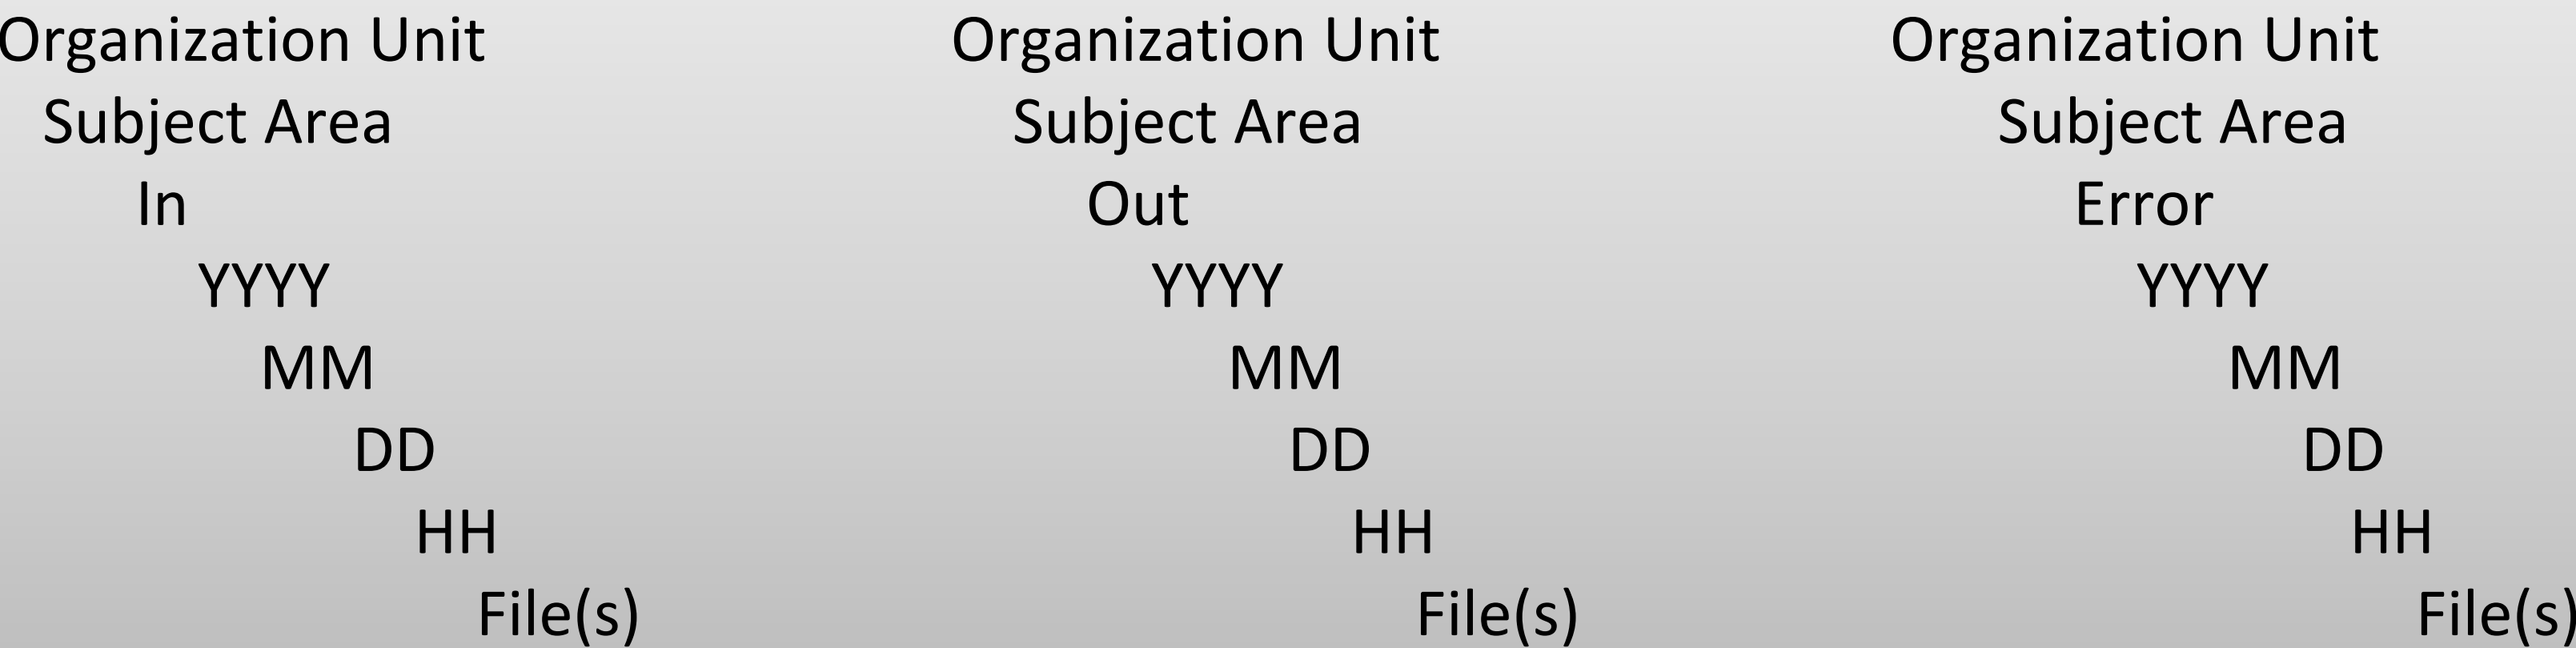 Organization Unit Organization Unit Organization Unit
Subject Area Subject Area Subject Area
In Out Error
YYYY YYYY YYYY
MM MM MM
DD DD DD
HH HH HH
File(s) File(s) File(s)